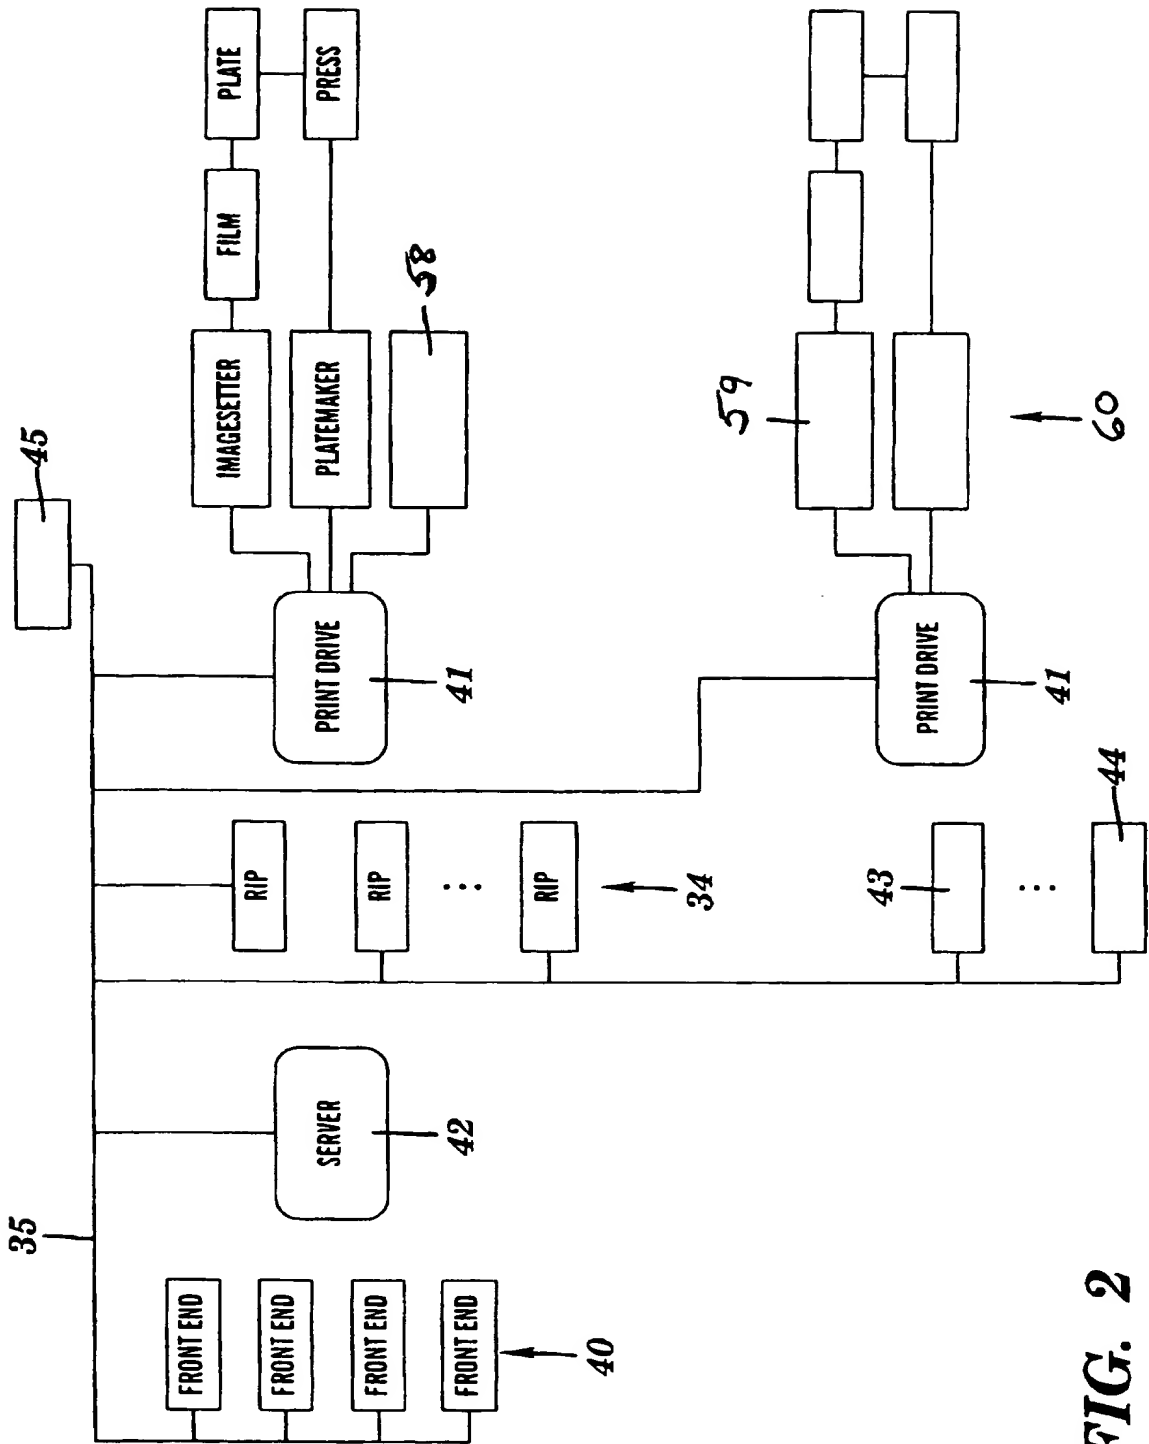 45
35
FRONT END
FRONT END
FRONT END
FRONT END
40
SERVER
42
RIP
RIP
RIP
34
43
44
PRINT DRIVE
41
IMAGESETTER
FILM
PLATE
PLATEMAKER
PRESS
58
PRINT DRIVE
41
59
60
FIG. 2